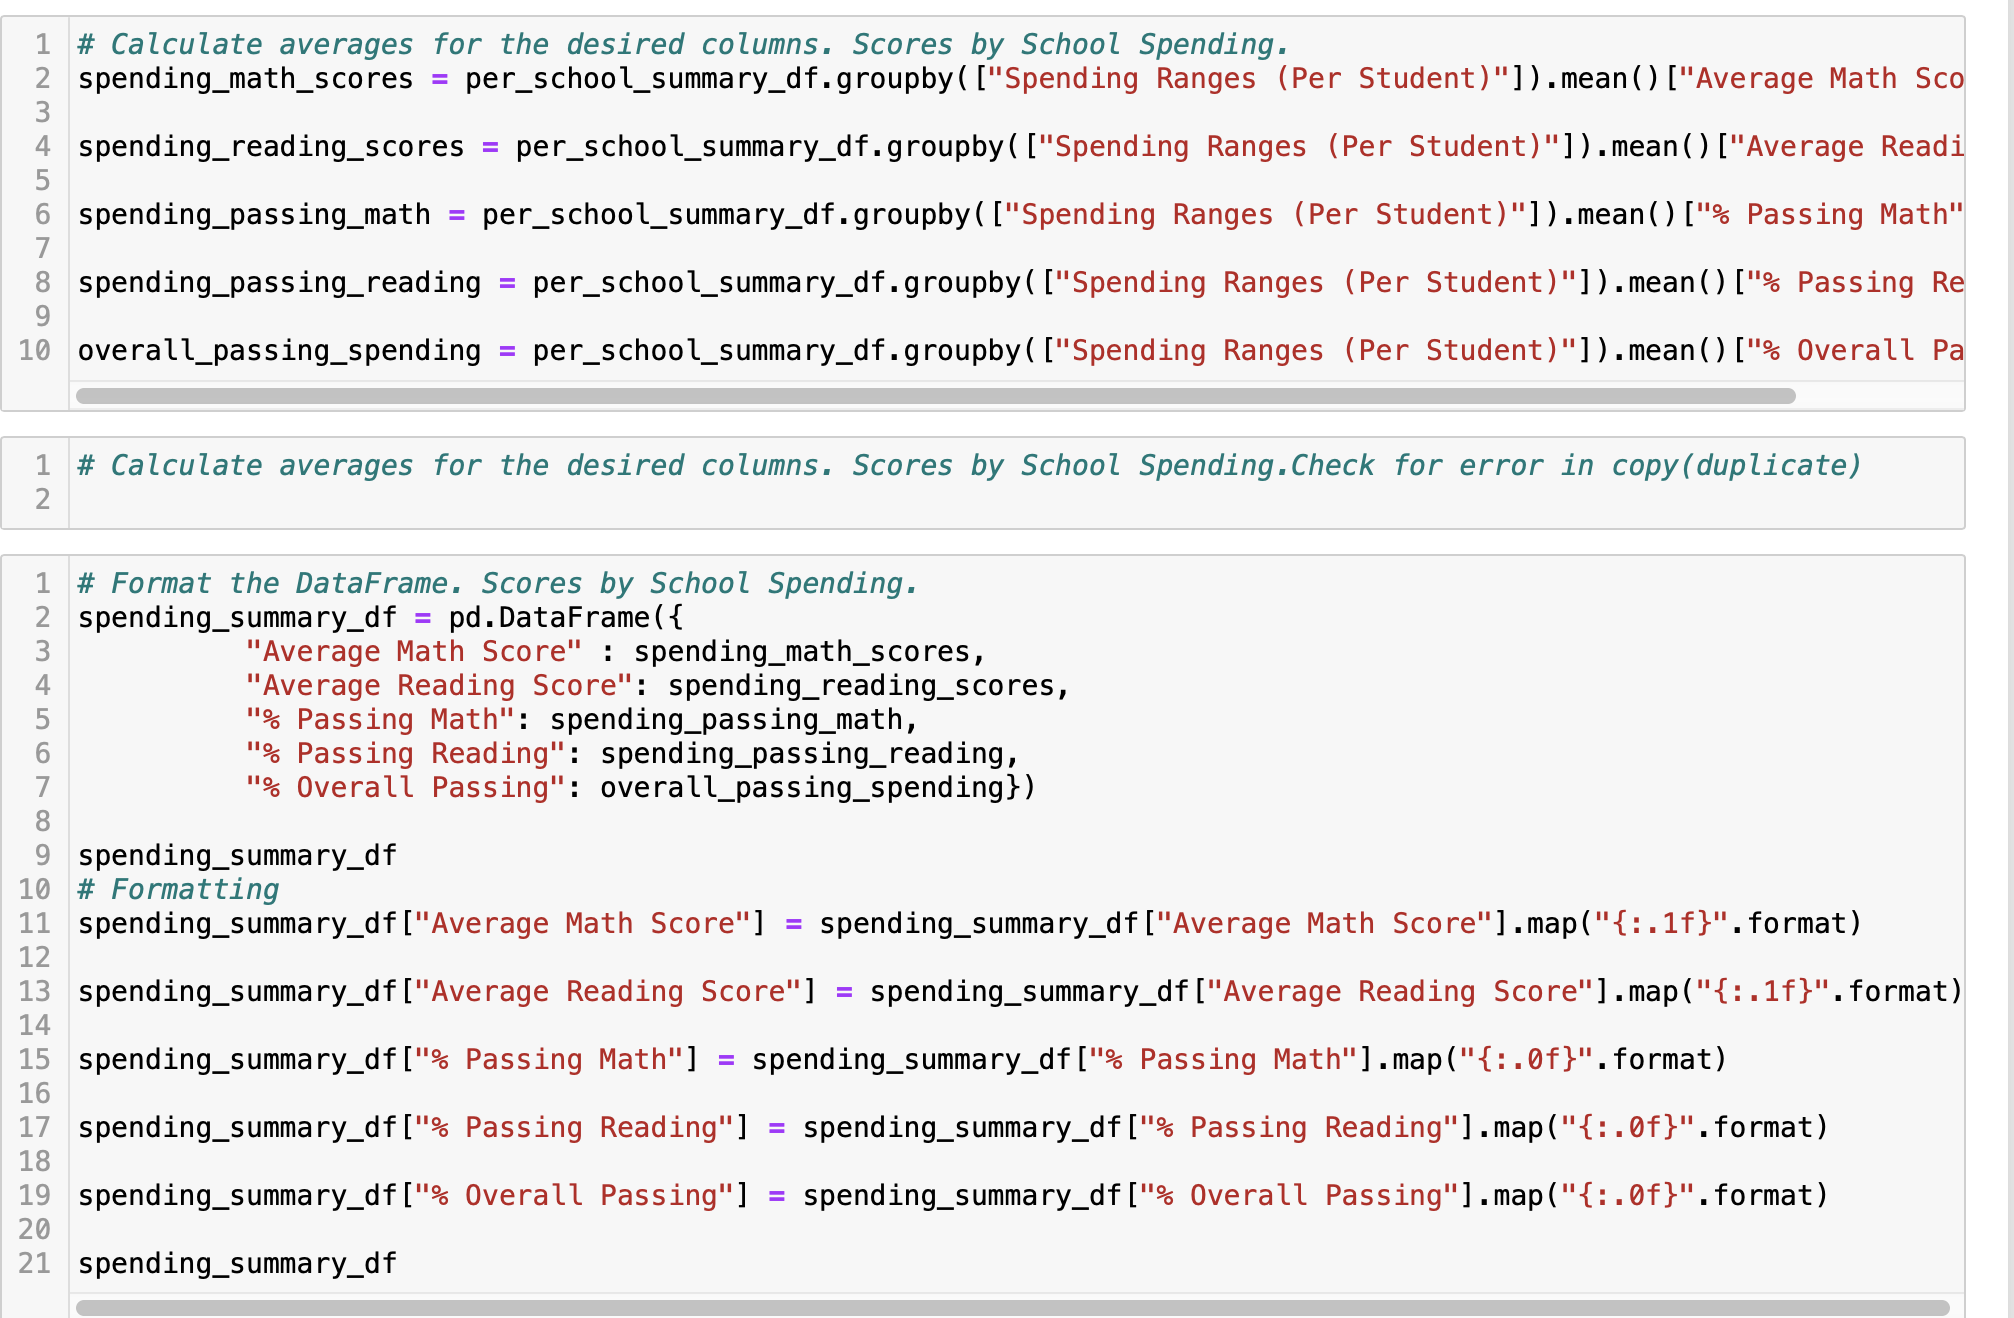 1 # Calculate averages for the desired columns. Scores by School Spending.
2 spending_math_scores = per_school_summary_df.groupby(["Spending Ranges (Per Student)"]).mean()["Average Math Sco
3
4 spending_reading_scores = per_school_summary_df.groupby(["Spending Ranges (Per Student)"]).mean()["Average Readi
5
6 spending_passing_math = per_school_summary_df.groupby(["Spending Ranges (Per Student)"]).mean()["% Passing Math"
7
8 spending_passing_reading = per_school_summary_df.groupby(["Spending Ranges (Per Student)"]).mean()["% Passing Re
9
10 overall_passing_spending = per_school_summary_df.groupby(["Spending Ranges (Per Student)"]).mean()["% Overall Pa
1 # Calculate averages for the desired columns. Scores by School Spending.Check for error in copy(duplicate)
2
1 # Format the DataFrame. Scores by School Spending.
2 spending_summary_df = pd.DataFrame({
3 "Average Math Score" : spending_math_scores,
4 "Average Reading Score": spending_reading_scores,
5 "% Passing Math": spending_passing_math,
6 "% Passing Reading": spending_passing_reading,
7 "% Overall Passing": overall_passing_spending})
8
9 spending_summary_df
10 # Formatting
11 spending_summary_df["Average Math Score"] = spending_summary_df["Average Math Score"].map("{:.1f}".format)
12
13 spending_summary_df["Average Reading Score"] = spending_summary_df["Average Reading Score"].map("{:.1f}".format)
14
15 spending_summary_df["% Passing Math"] = spending_summary_df["% Passing Math"].map("{:.0f}".format)
16
17 spending_summary_df["% Passing Reading"] = spending_summary_df["% Passing Reading"].map("{:.0f}".format)
18
19 spending_summary_df["% Overall Passing"] = spending_summary_df["% Overall Passing"].map("{:.0f}".format)
20
21 spending_summary_df